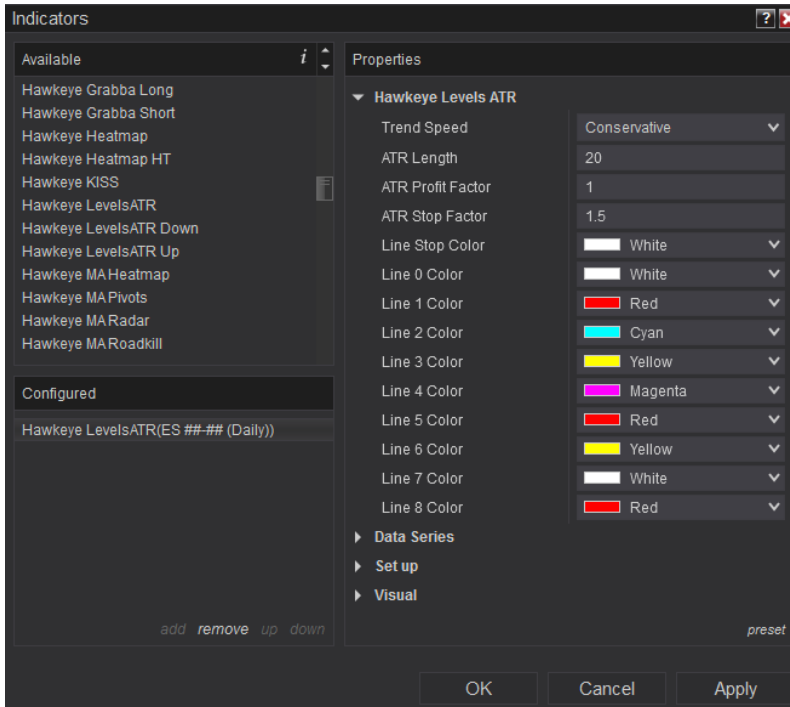 Indicators
?
Available i
Hawkeye Grabba Long
Hawkeye Grabba Short
Hawkeye Heatmap
Hawkeye Heatmap HT
Hawkeye KISS
Hawkeye LevelsATR
Hawkeye LevelsATR Down
Hawkeye LevelsATR Up
Hawkeye MA Heatmap
Hawkeye MA Pivots
Hawkeye MA Radar
Hawkeye MA Roadkill
Configured
Hawkeye LevelsATR(ES ##-## (Daily))
add remove up down
Properties
Hawkeye Levels ATR
Trend Speed Conservative
ATR Length 20
ATR Profit Factor 1
ATR Stop Factor 1.5
Line Stop Color White
Line 0 Color White
Line 1 Color Red
Line 2 Color Cyan
Line 3 Color Yellow
Line 4 Color Magenta
Line 5 Color Red
Line 6 Color Yellow
Line 7 Color White
Line 8 Color Red
Data Series
Set up
Visual
preset
OK Cancel Apply